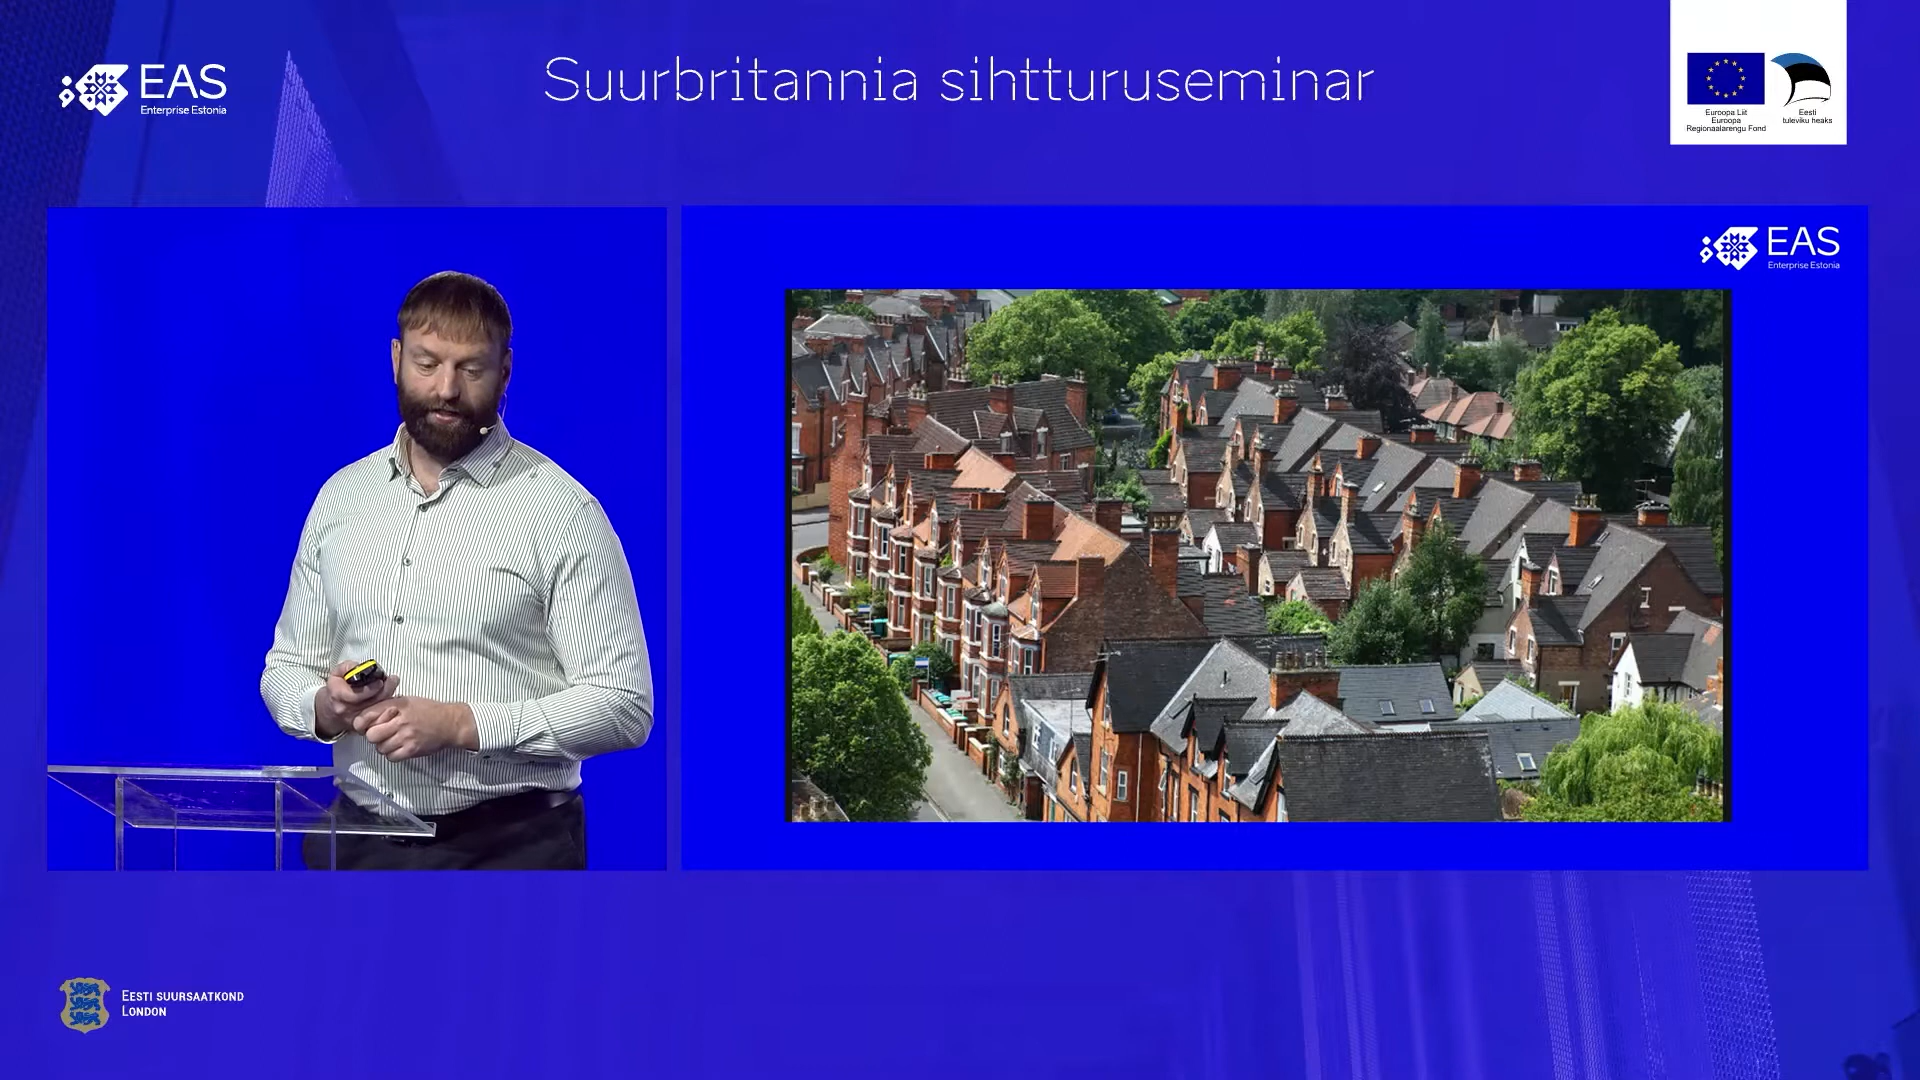 EAS
Enterprise Estonia
Suurbritannia sihtturuseminar
Euroopa Liit
Euroopa
Regionaalarengu Fond
Eesti
tuleviku heaks
EAS
Enterprise Estonia
EESTI SUURSAATKOND
LONDON